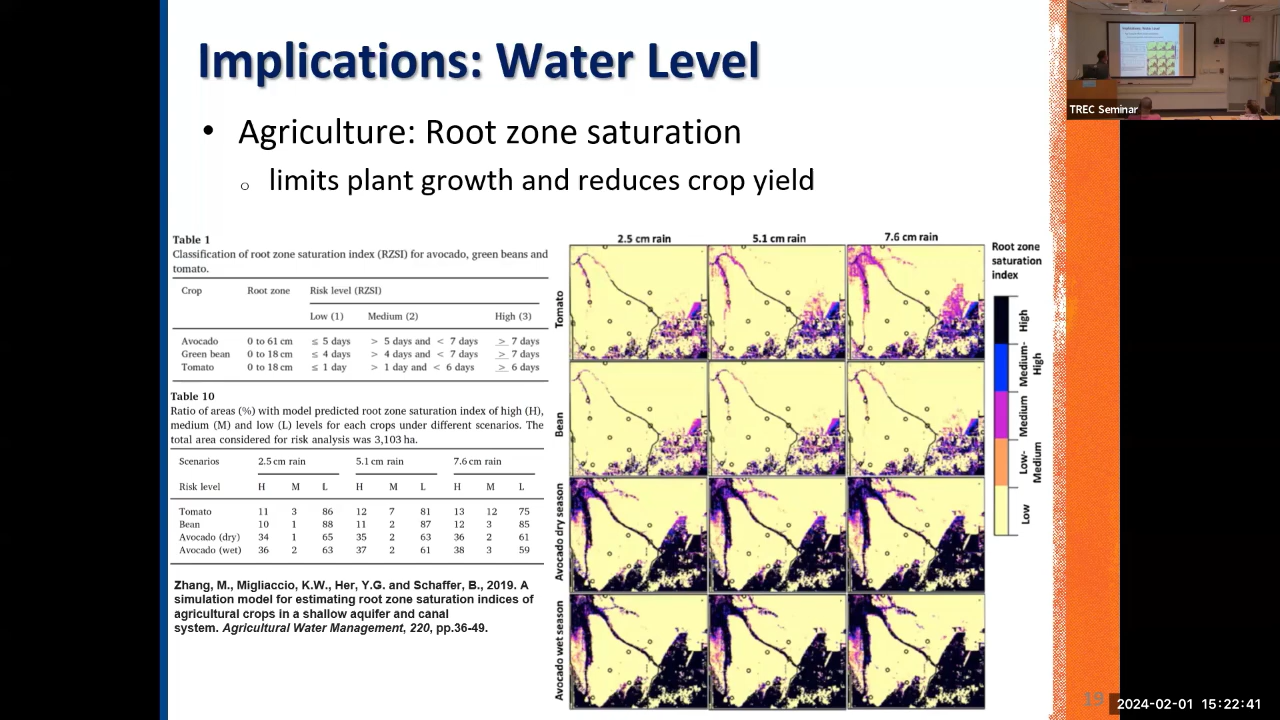 Implications: Water Level
• Agriculture: Root zone saturation
o limits plant growth and reduces crop yield
Table 1
Classification of root zone saturation index (RZSI) for avocado, green beans and
tomato.
Crop Root zone Risk level (RZSI)
Low (1) Medium (2) High (3)
Avocado 0 to 61 cm ≤ 5 days > 5 days and < 7 days ≥ 7 days
Green bean 0 to 18 cm ≤ 4 days > 4 days and < 7 days ≥ 7 days
Tomato 0 to 18 cm ≤ 1 day > 1 day and < 6 days ≥ 6 days
Table 10
Ratio of areas (%) with model predicted root zone saturation index of high (H),
medium (M) and low (L) levels for each crops under different scenarios. The
total area considered for risk analysis was 3,103 ha.
Scenarios 2.5 cm rain 5.1 cm rain 7.6 cm rain
Risk level H M L H M L H M L
Tomato 11 3 86 12 7 81 13 12 75
Bean 10 1 88 11 2 87 12 3 85
Avocado (dry) 34 1 65 35 2 63 36 2 61
Avocado (wet) 36 2 63 37 2 61 38 3 59
Zhang, M., Migliaccio, K.W., Her, Y.G. and Schaffer, B., 2019. A
simulation model for estimating root zone saturation indices of
agricultural crops in a shallow aquifer and canal
system. Agricultural Water Management, 220, pp.36-49.
2.5 cm rain 5.1 cm rain 7.6 cm rain
Tomato
Bean
Avocado dry season
Avocado wet season
Root zone
saturation
index
High
Medium-
High
Medium
Low-
Medium
Low
TREC Seminar
19
2024-02-01 15:22:41